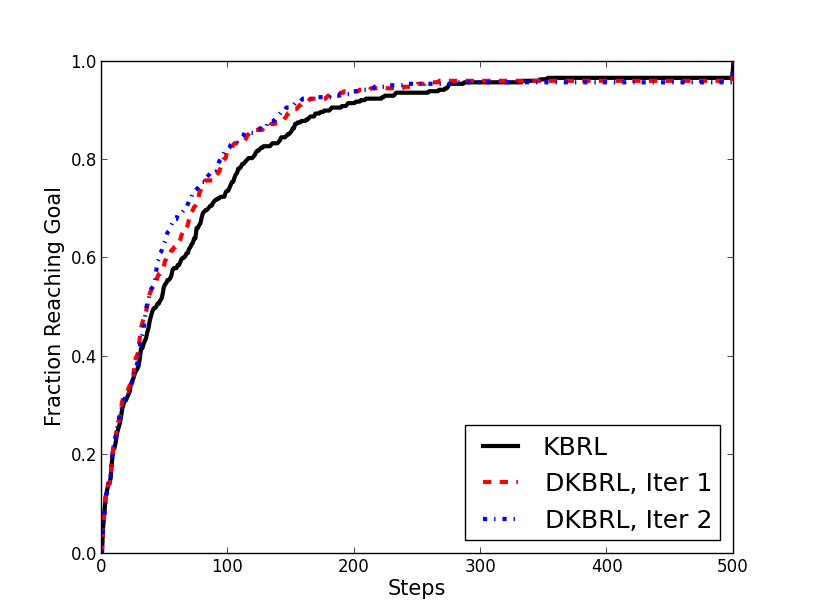 1.0
0.8
0.6
0.4
0.2
0.0
Fraction Reaching Goal
KBRL
DKBRL, Iter 1
DKBRL, Iter 2
0 100 200 300 400 500
Steps